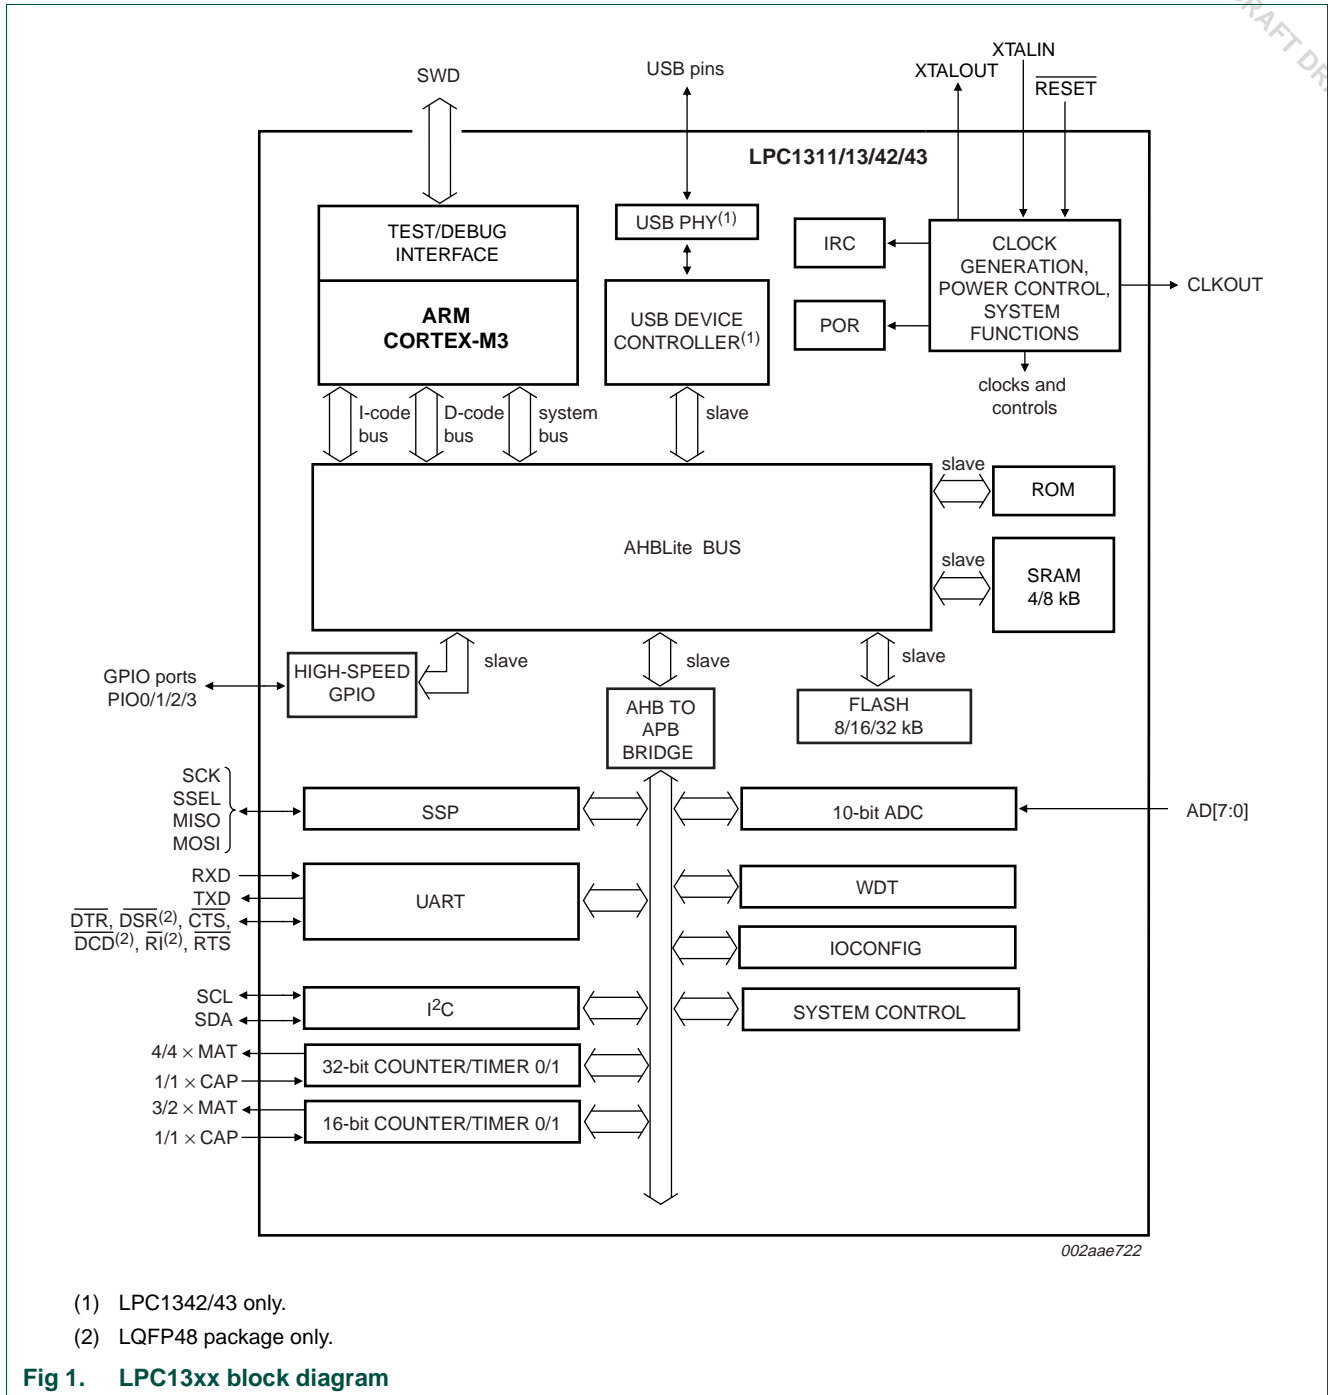 DRAFT DRA
XTALIN
SWD
USB pins
XTALOUT
RESET
LPC1311/13/42/43
TEST/DEBUG
INTERFACE
USB PHY(1)
IRC
CLOCK
GENERATION,
POWER CONTROL,
SYSTEM
FUNCTIONS
CLKOUT
ARM
CORTEX-M3
USB DEVICE
CONTROLLER(1)
POR
clocks and
controls
I-code
bus
D-code
bus
system
bus
slave
slave
ROM
AHBLite BUS
slave
SRAM
4/8 kB
GPIO ports
PIO0/1/2/3
HIGH-SPEED
GPIO
slave
slave
slave
AHB TO
APB
BRIDGE
FLASH
8/16/32 kB
SCK
SSEL
MISO
MOSI
SSP
10-bit ADC
AD[7:0]
RXD
TXD
DTR, DSR(2), CTS,
DCD(2), RI(2), RTS
UART
WDT
IOCONFIG
SCL
SDA
I2C
SYSTEM CONTROL
4/4 × MAT
1/1 × CAP
32-bit COUNTER/TIMER 0/1
3/2 × MAT
1/1 × CAP
16-bit COUNTER/TIMER 0/1
002aae722
(1) LPC1342/43 only.
(2) LQFP48 package only.
Fig 1. LPC13xx block diagram